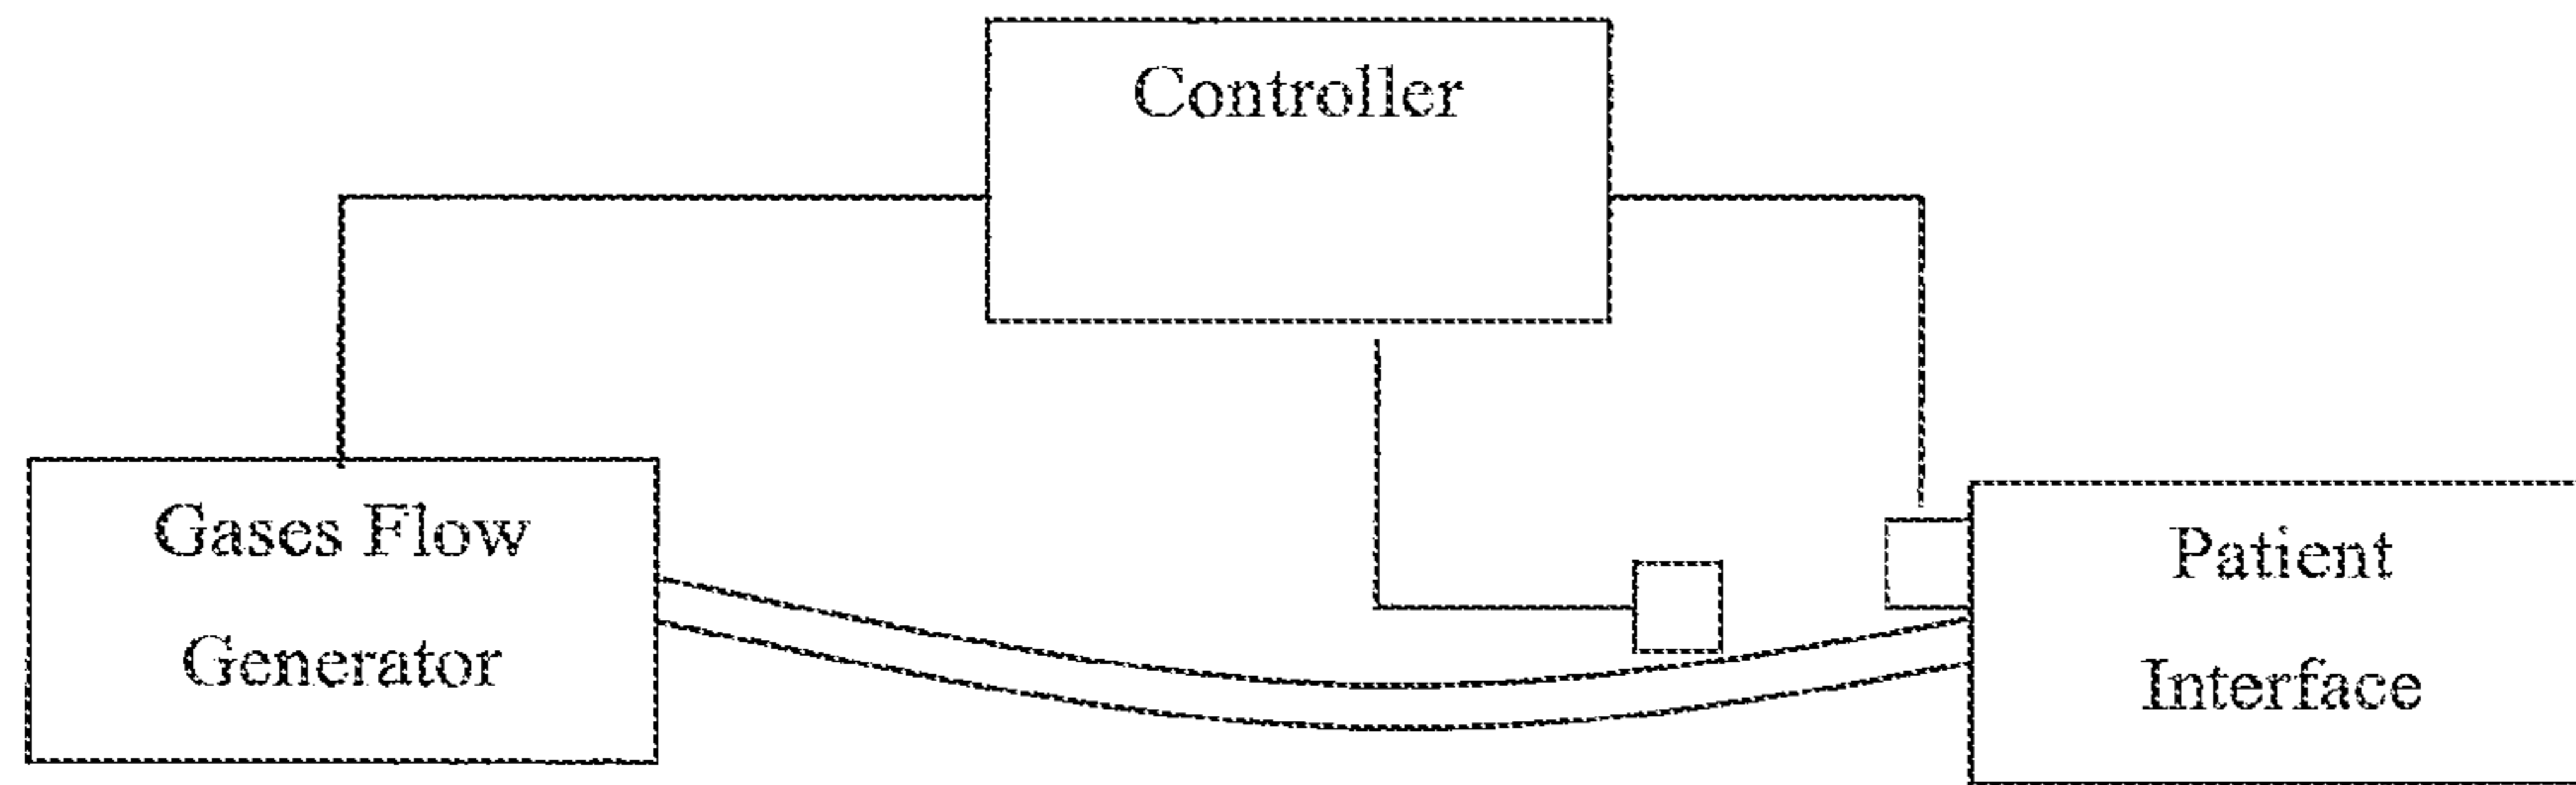 Controller
Gases Flow
Generator
Patient
Interface